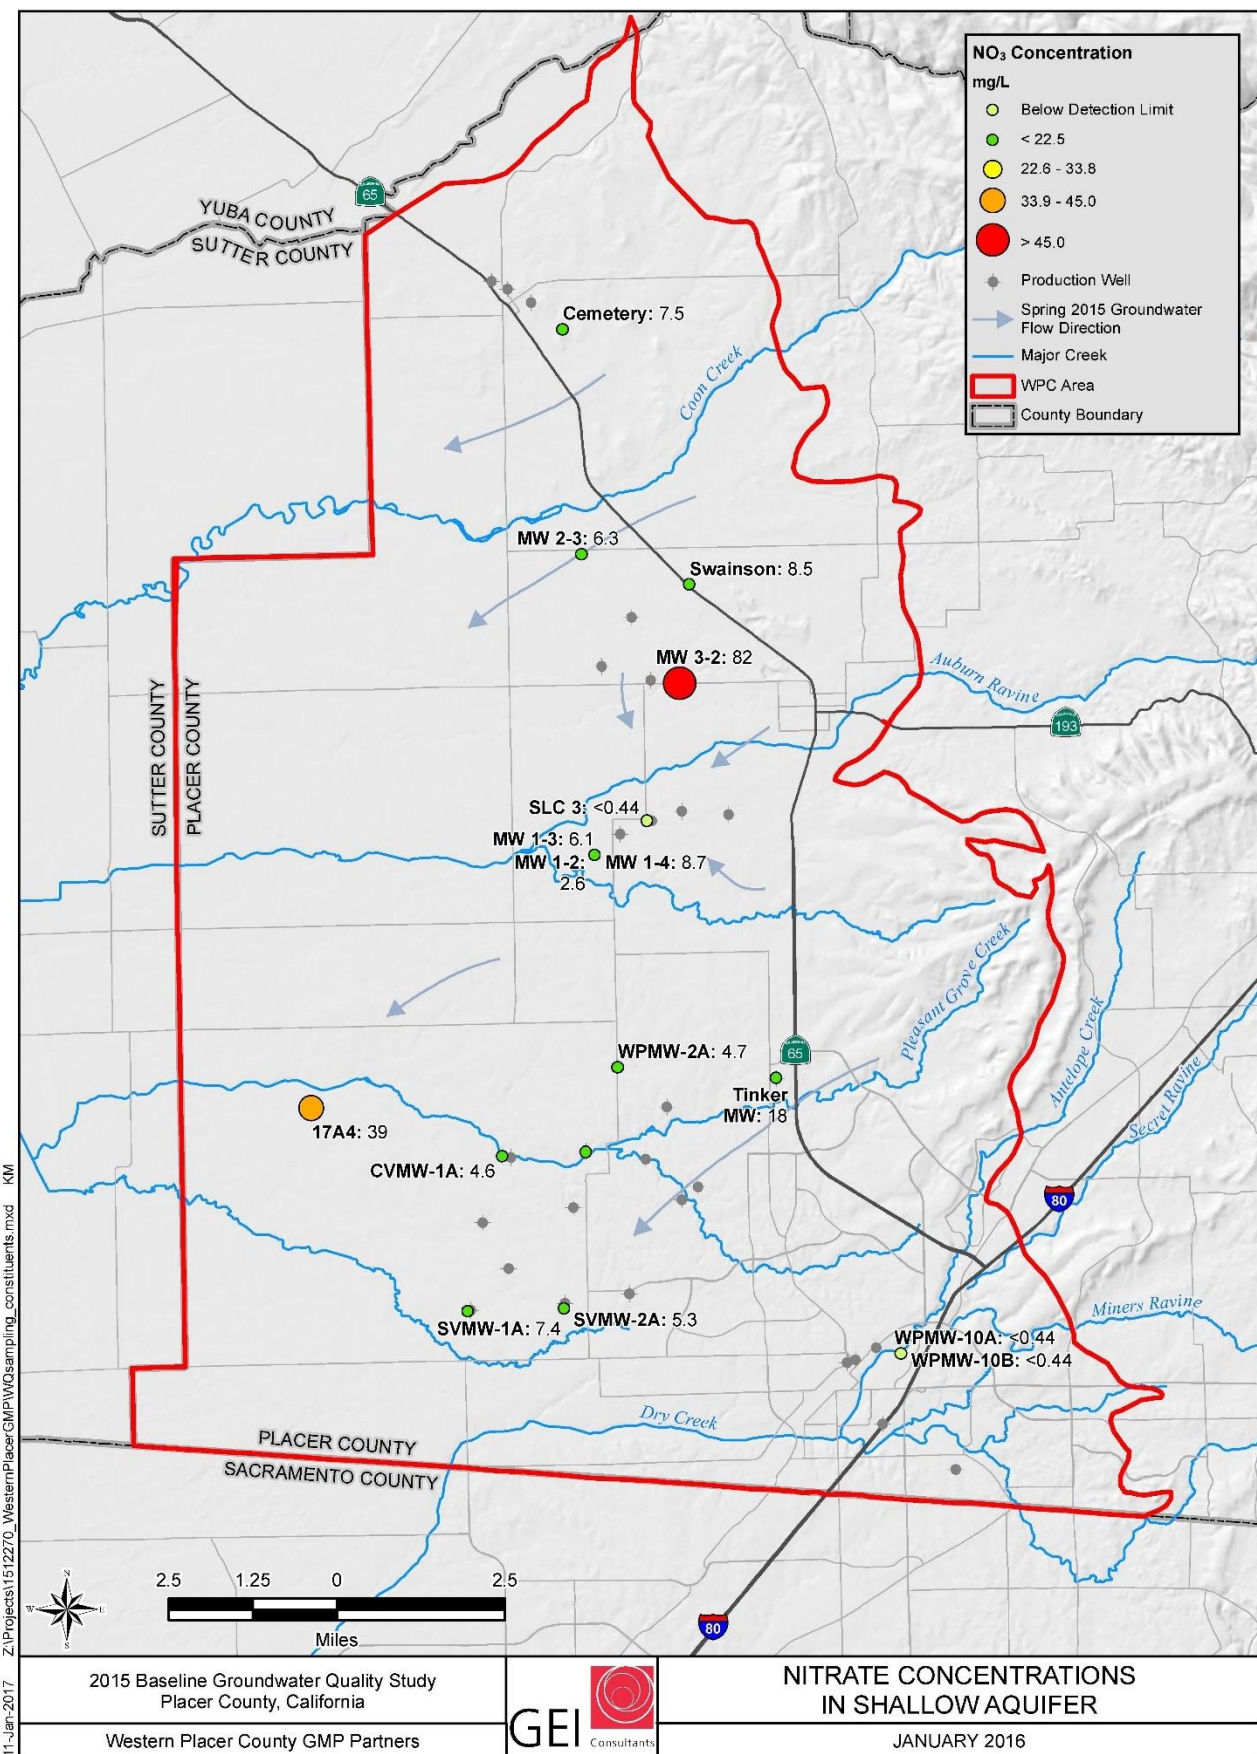 NO₃ Concentration
mg/L
Below Detection Limit
< 22.5
22.6 - 33.8
33.9 - 45.0
> 45.0
Production Well
Spring 2015 Groundwater
Flow Direction
Major Creek
WPC Area
County Boundary
65
YUBA COUNTY
SUTTER COUNTY
Cemetery: 7.5
Coon Creek
MW 2-3: 6.3
Swainson: 8.5
MW 3-2: 82
Auburn Ravine
193
SUTTER COUNTY
PLACER COUNTY
SLC 3: <0.44
MW 1-3: 6.1
MW 1-2:
2.6
MW 1-4: 8.7
Pleasant Grove Creek
Antelope Creek
Secret Ravine
WPMW-2A: 4.7
65
Tinker
MW: 18
17A4: 39
CVMW-1A: 4.6
80
SVMW-1A: 7.4
SVMW-2A: 5.3
Miners Ravine
WPMW-10A: <0.44
WPMW-10B: <0.44
Dry Creek
PLACER COUNTY
SACRAMENTO COUNTY
N
W
E
S
2.5 1.25 0 2.5
Miles
80
11-Jan-2017 Z:\Projects\1512270_WesternPlacerGMP\WQsampling_constituents.mxd KM
2015 Baseline Groundwater Quality Study
Placer County, California
Western Placer County GMP Partners
GEI
Consultants
NITRATE CONCENTRATIONS
IN SHALLOW AQUIFER
JANUARY 2016